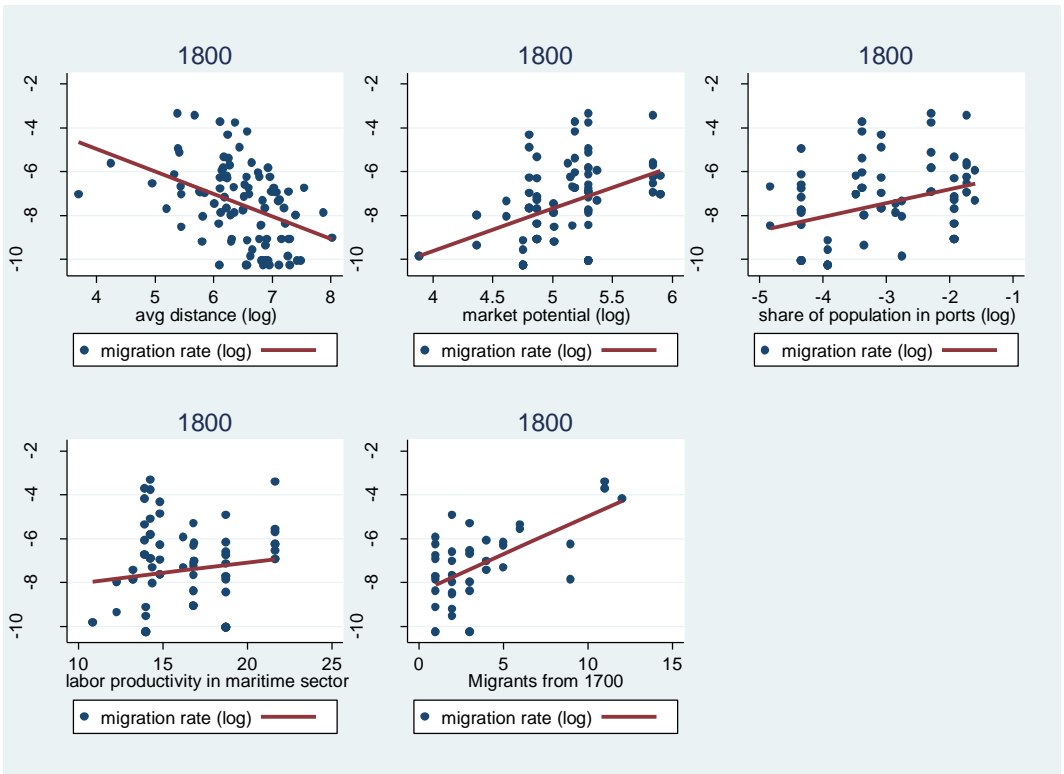 1800
-2
-4
-6
-8
-10
4 5 6 7 8
avg distance (log)
migration rate (log)
1800
-2
-4
-6
-8
-10
4 4.5 5 5.5 6
market potential (log)
migration rate (log)
1800
-2
-4
-6
-8
-10
-5 -4 -3 -2 -1
share of population in ports (log)
migration rate (log)
1800
-2
-4
-6
-8
-10
10 15 20 25
labor productivity in maritime sector
migration rate (log)
1800
-2
-4
-6
-8
-10
0 5 10 15
Migrants from 1700
migration rate (log)